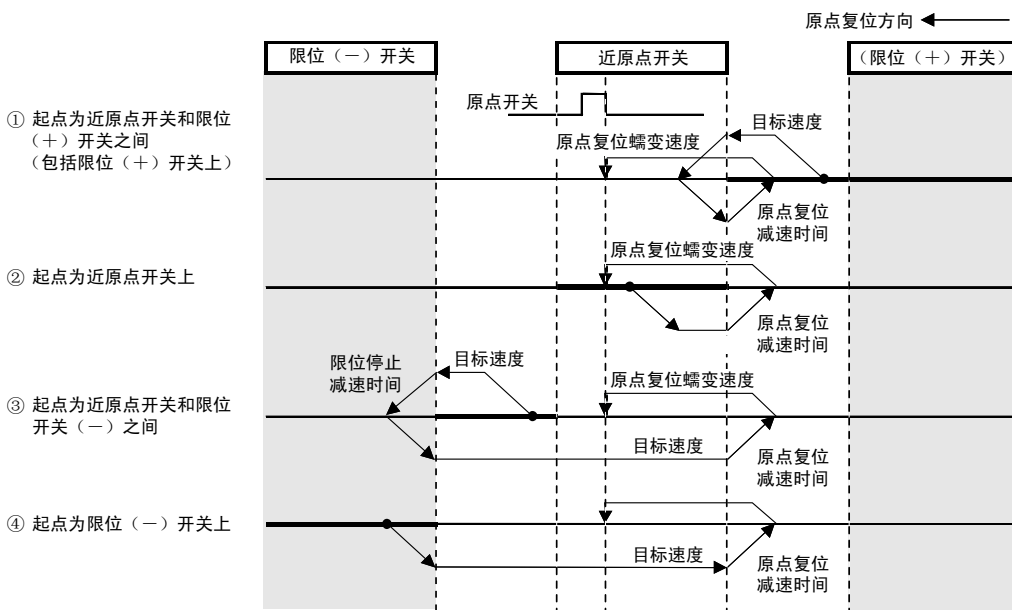 原点复位方向
限位（－）开关
近原点开关
（限位（＋）开关）
原点开关
① 起点为近原点开关和限位
（＋）开关之间
（包括限位（＋）开关上）
目标速度
原点复位蠕变速度
原点复位
减速时间
② 起点为近原点开关上
原点复位蠕变速度
原点复位
减速时间
限位停止
减速时间
目标速度
原点复位蠕变速度
③ 起点为近原点开关和限位
开关（－）之间
目标速度
原点复位
减速时间
④ 起点为限位（－）开关上
目标速度
原点复位
减速时间